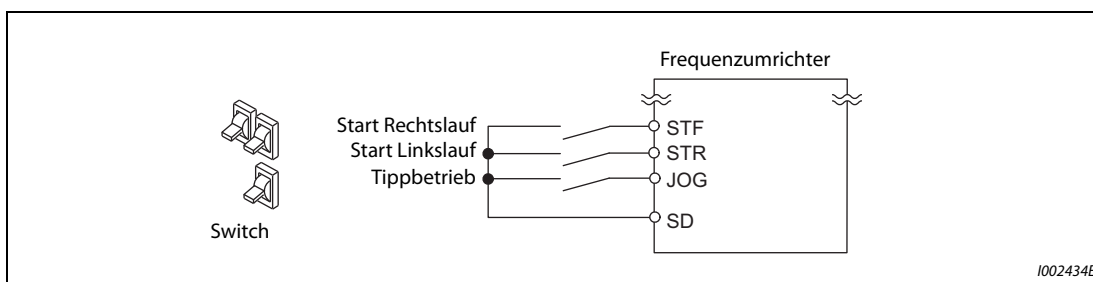 Frequenzumrichter
Start Rechtslauf
STF
Start Linkslauf
STR
Tippbetrieb
JOG
SD
Switch
I002434E